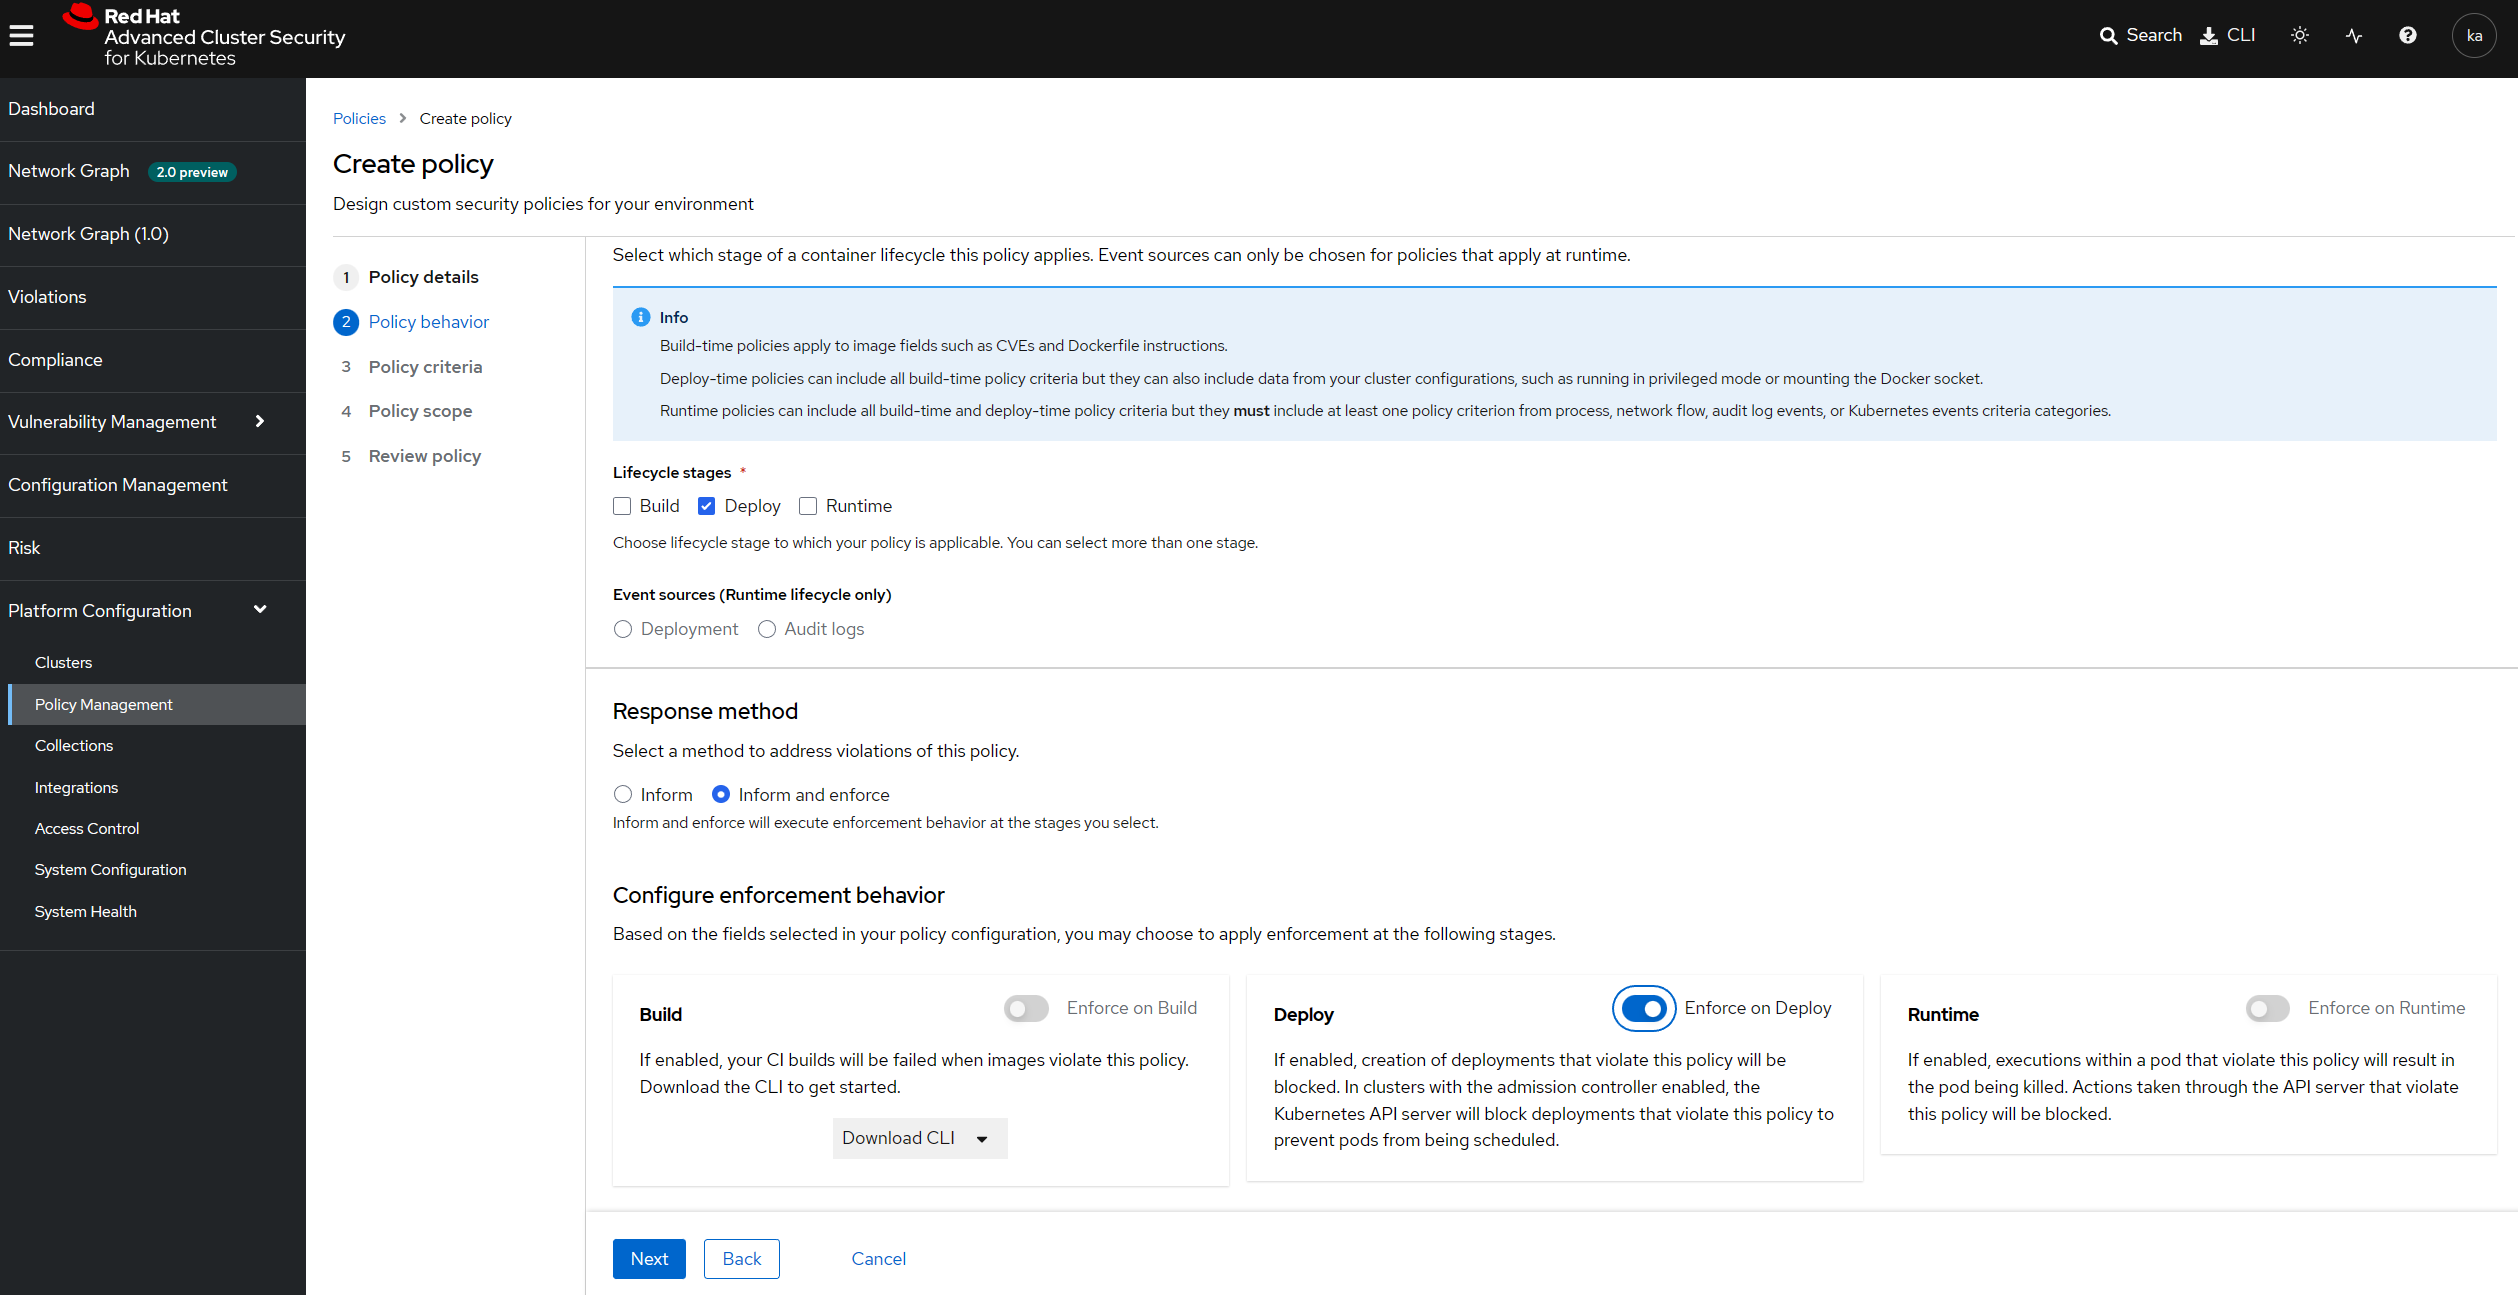 Red Hat
Advanced Cluster Security
for Kubernetes
Search
CLI
ka
Dashboard
Network Graph 2.0 preview
Network Graph (1.0)
Violations
Compliance
Vulnerability Management
Configuration Management
Risk
Platform Configuration
Clusters
Policy Management
Collections
Integrations
Access Control
System Configuration
System Health
Policies > Create policy
Create policy
Design custom security policies for your environment
1 Policy details
2 Policy behavior
3 Policy criteria
4 Policy scope
5 Review policy
Select which stage of a container lifecycle this policy applies. Event sources can only be chosen for policies that apply at runtime.
Info
Build-time policies apply to image fields such as CVEs and Dockerfile instructions.
Deploy-time policies can include all build-time policy criteria but they can also include data from your cluster configurations, such as running in privileged mode or mounting the Docker socket.
Runtime policies can include all build-time and deploy-time policy criteria but they must include at least one policy criterion from process, network flow, audit log events, or Kubernetes events criteria categories.
Lifecycle stages *
Build Deploy Runtime
Choose lifecycle stage to which your policy is applicable. You can select more than one stage.
Event sources (Runtime lifecycle only)
Deployment Audit logs
Response method
Select a method to address violations of this policy.
Inform Inform and enforce
Inform and enforce will execute enforcement behavior at the stages you select.
Configure enforcement behavior
Based on the fields selected in your policy configuration, you may choose to apply enforcement at the following stages.
Build Enforce on Build
If enabled, your CI builds will be failed when images violate this policy.
Download the CLI to get started.
Download CLI
Deploy Enforce on Deploy
If enabled, creation of deployments that violate this policy will be
blocked. In clusters with the admission controller enabled, the
Kubernetes API server will block deployments that violate this policy to
prevent pods from being scheduled.
Runtime Enforce on Runtime
If enabled, executions within a pod that violate this policy will result in
the pod being killed. Actions taken through the API server that violate
this policy will be blocked.
Next Back Cancel